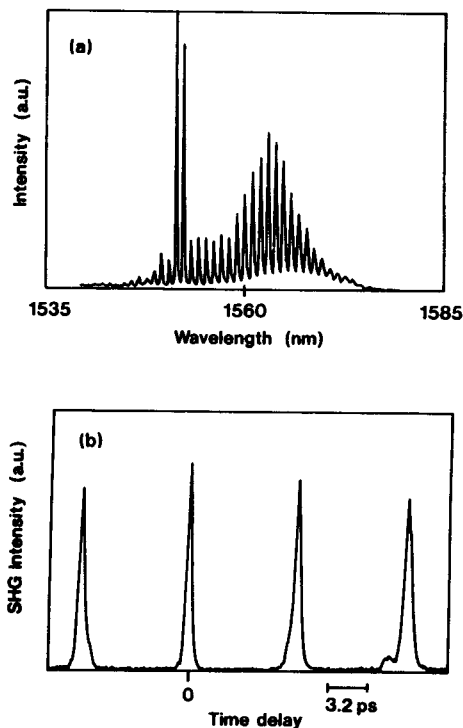 (a)
Intensity (a.u.)
1535 1560 1585
Wavelength (nm)
(b)
SHG Intensity (a.u.)
0
3.2 ps
Time delay